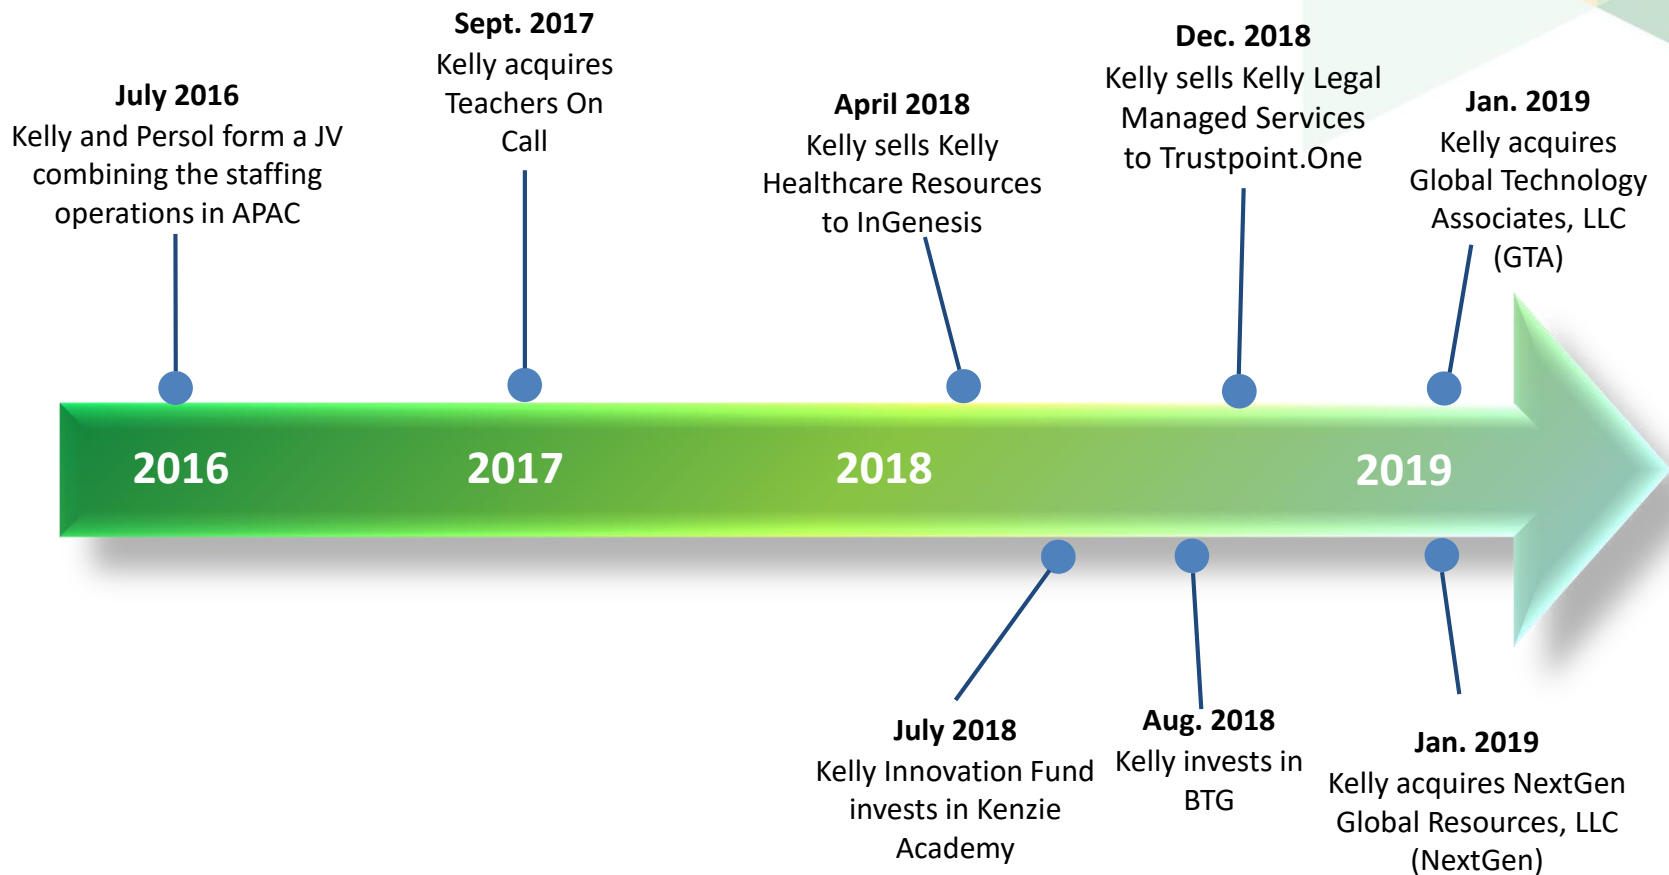 July 2016
Kelly and Persol form a JV
combining the staffing
operations in APAC
Sept. 2017
Kelly acquires
Teachers On
Call
April 2018
Kelly sells Kelly
Healthcare Resources
to InGenesis
Dec. 2018
Kelly sells Kelly Legal
Managed Services
to Trustpoint.One
Jan. 2019
Kelly acquires
Global Technology
Associates, LLC
(GTA)
2016
2017
2018
2019
July 2018
Kelly Innovation Fund
invests in Kenzie
Academy
Aug. 2018
Kelly invests in
BTG
Jan. 2019
Kelly acquires NextGen
Global Resources, LLC
(NextGen)